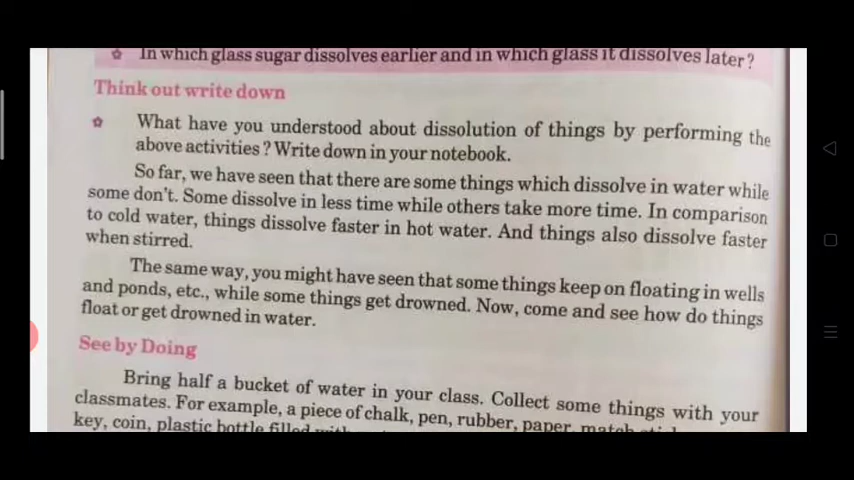 In which glass sugar dissolves earlier and in which glass it dissolves later ?
Think out write down
What have you understood about dissolution of things by performing the
above activities ? Write down in your notebook.
So far, we have seen that there are some things which dissolve in water while
some don't. Some dissolve in less time while others take more time. In comparison
to cold water, things dissolve faster in hot water. And things also dissolve faster
when stirred.
The same way, you might have seen that some things keep on floating in wells
and ponds, etc., while some things get drowned. Now, come and see how do things
float or get drowned in water.
See by Doing
Bring half a bucket of water in your class. Collect some things with your
classmates. For example, a piece of chalk, pen, rubber, paper, match
key, coin, plastic bottle filled